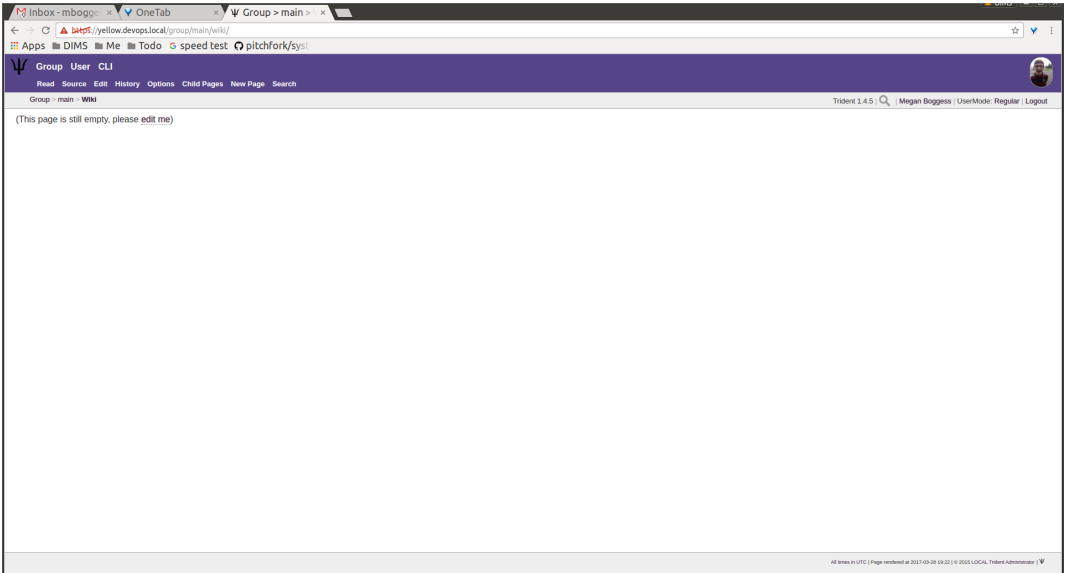 DIMS
Inbox - mbogge × OneTab × Ψ Group > main > ×
https://yellow.devops.local/group/main/wiki/
Apps DIMS Me Todo G speed test pitchfork/syst
Ψ Group User CLI
Read Source Edit History Options Child Pages New Page Search
Group > main > Wiki
Trident 1.4.5 | | Megan Boggess | UserMode: Regular | Logout
(This page is still empty, please edit me)
All times in UTC | Page rendered at 2017-03-28 19:22 | © 2015 LOCAL Trident Administrator | Ψ